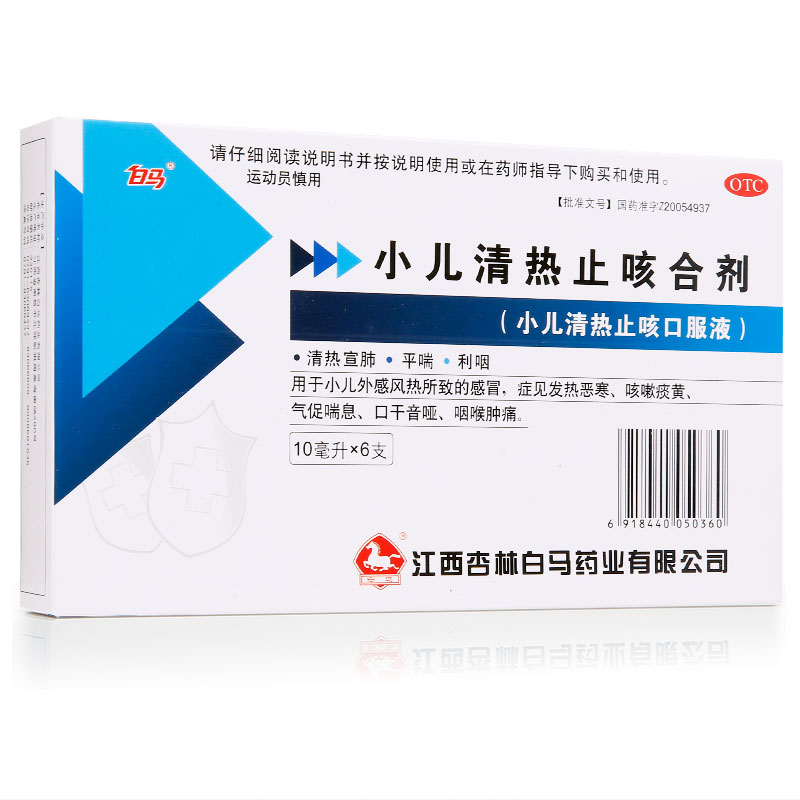 白马®
请仔细阅读说明书并按说明使用或在药师指导下购买和使用。
运动员慎用
OTC
【批准文号】国药准字Z20054937
小儿清热止咳合剂
（小儿清热止咳口服液）
•清热宣肺 •平喘 •利咽
用于小儿外感风热所致的感冒，症见发热恶寒、咳嗽痰黄、
气促喘息、口干音哑、咽喉肿痛。
10毫升×6支
6 918440 050360
江西杏林白马药业有限公司